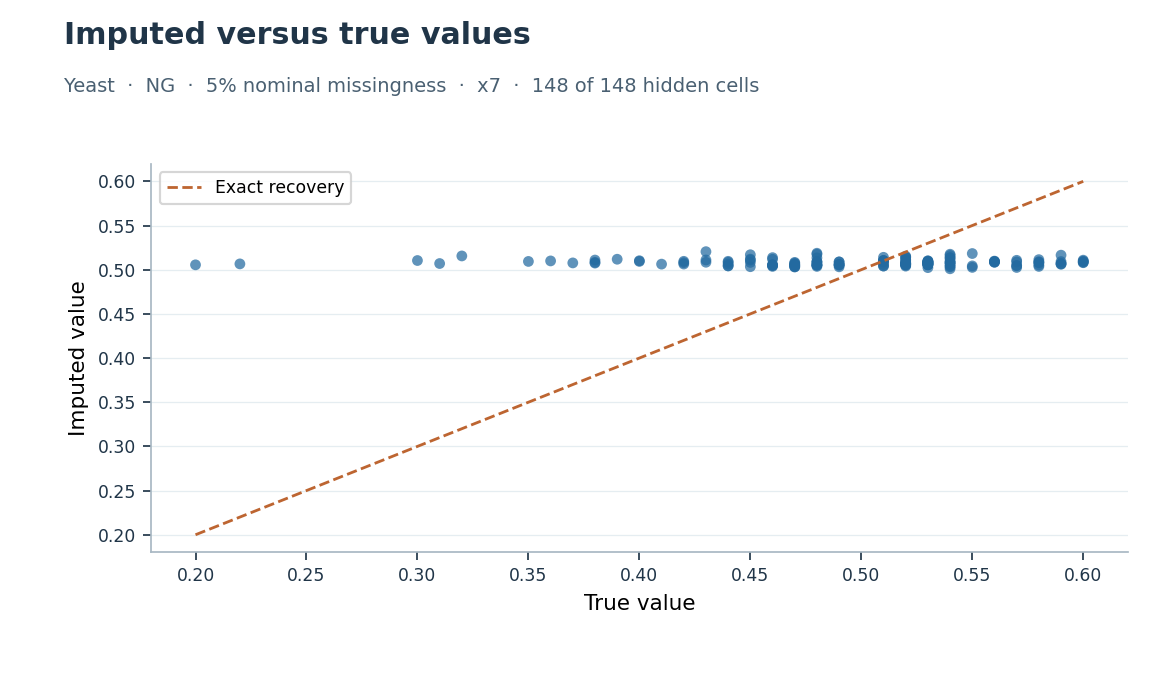 Imputed versus true values
Yeast · NG · 5% nominal missingness · x7 · 148 of 148 hidden cells
Exact recovery
0.60
0.55
0.50
0.45
0.40
0.35
0.30
0.25
0.20
Imputed value
0.20 0.25 0.30 0.35 0.40 0.45 0.50 0.55 0.60
True value